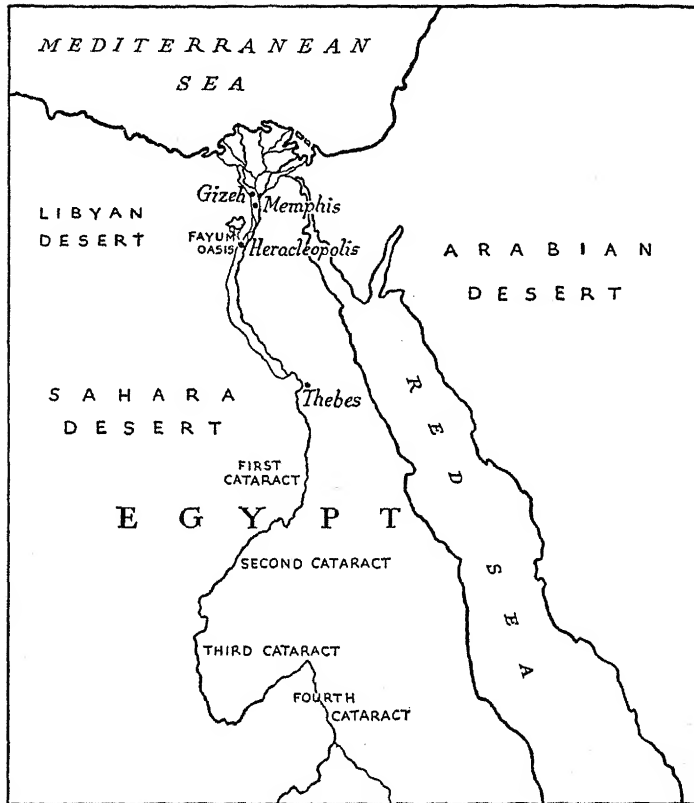 MEDITERRANEAN
SEA
Gizeh
Memphis
LIBYAN
DESERT
FAYUM
OASIS
Heracleopolis
ARABIAN
DESERT
SAHARA
DESERT
Thebes
RED SEA
FIRST
CATARACT
EGYPT
SECOND CATARACT
THIRD CATARACT
FOURTH
CATARACT